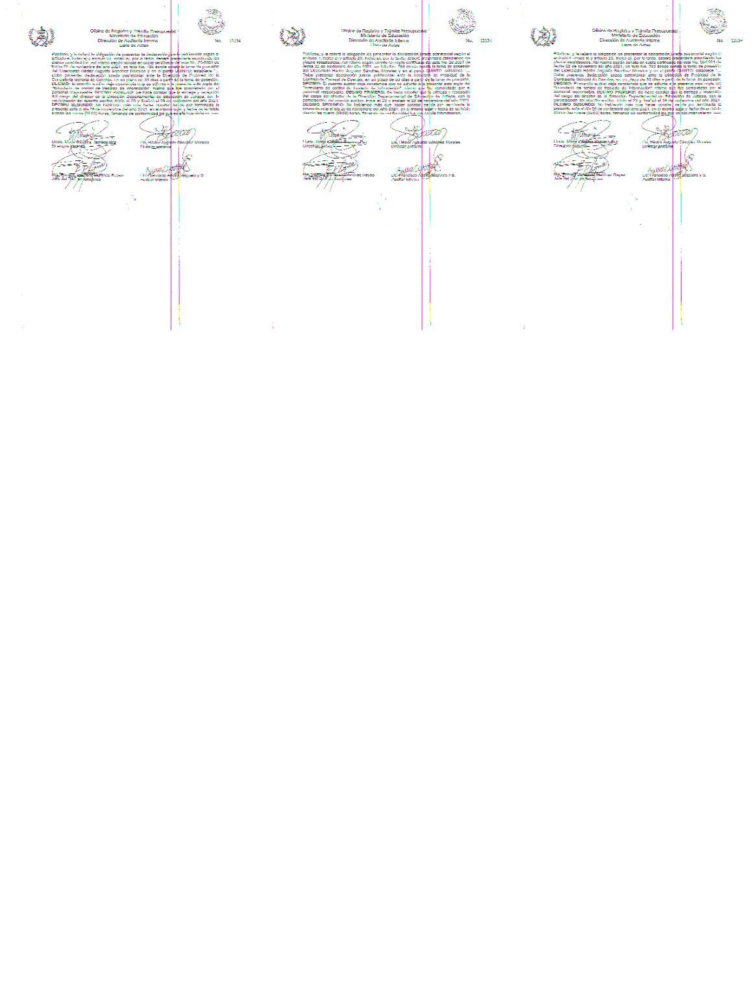 Oficina de Registro y Trámite Presupuestal
Ministerio de Educación
Dirección de Auditoría Interna
Libro de Actas
No. 12134
Públicos, y le reiteró la obligación de presentar la declaración jurada patrimonial según el
artículo 4, inciso a) y artículo 20, inciso a), por lo tanto, deberá presentarla atendiendo los
plazos establecidos. Así mismo según consta en copia certificada del acta No. 20-2021 de
fecha 22 de noviembre del año 2021, en folio No. 765 donde consta la toma de posesión
del Licenciado Héctor Augusto Sánchez Morales y en el punto QUINTO: establece "...
Debe presentar declaración jurada patrimonial ante la Dirección de Probidad de la
Contraloría General de Cuentas, en un plazo de 30 días a partir de la toma de posesión.
DÉCIMO: El suscrito auditor deja constancia que se adjunta a la presente acta copia del
"formulario de control de traslado de información" mismo que fue completado por el
personal responsable. DÉCIMO PRIMERO: Se hace constar que la entrega y recepción
del cargo del director de la Dirección Departamental de Educación de Jutiapa, con la
participación del suscrito auditor, inicio el 23 y finalizó el 26 de noviembre del año 2021.
DÉCIMO SEGUNDO: No habiendo más que hacer constar se da por terminada la
presente acta el día 26 de noviembre del año 2021, en el mismo lugar y fecha de su inicio
siendo las nueve (09:00) horas, firmando de conformidad los que en ella intervinieron.
Licda. Mirna
Directora saliente
Lic. Héctor Augusto Sánchez Morales
Director entrante
Martínez Reyes
Jefe del DAF en funciones
Lic. Francisco Adolfo Salguero y S.
Auditor Interno
Oficina de Registro y Trámite Presupuestal
Ministerio de Educación
Dirección de Auditoría Interna
Libro de Actas
No. 12134
Públicos, y le reiteró la obligación de presentar la declaración jurada patrimonial según el
artículo 4, inciso a) y artículo 20, inciso a), por lo tanto, deberá presentarla atendiendo los
plazos establecidos. Así mismo según consta en copia certificada del acta No. 20-2021 de
fecha 22 de noviembre del año 2021, en folio No. 765 donde consta la toma de posesión
del Licenciado Héctor Augusto Sánchez Morales y en el punto QUINTO: establece "...
Debe presentar declaración jurada patrimonial ante la Dirección de Probidad de la
Contraloría General de Cuentas, en un plazo de 30 días a partir de la toma de posesión.
DÉCIMO: El suscrito auditor deja constancia que se adjunta a la presente acta copia del
"formulario de control de traslado de información" mismo que fue completado por el
personal responsable. DÉCIMO PRIMERO: Se hace constar que la entrega y recepción
del cargo del director de la Dirección Departamental de Educación de Jutiapa, con la
participación del suscrito auditor, inicio el 23 y finalizó el 26 de noviembre del año 2021.
DÉCIMO SEGUNDO: No habiendo más que hacer constar se da por terminada la
presente acta el día 26 de noviembre del año 2021, en el mismo lugar y fecha de su inicio
siendo las nueve (09:00) horas, firmando de conformidad los que en ella intervinieron.
Licda. Mirna
Directora saliente
Lic. Héctor Augusto Sánchez Morales
Director entrante
Martínez Reyes
Jefe del DAF en funciones
Lic. Francisco Adolfo Salguero y S.
Auditor Interno
Oficina de Registro y Trámite Presupuestal
Ministerio de Educación
Dirección de Auditoría Interna
Libro de Actas
No. 12134
Públicos, y le reiteró la obligación de presentar la declaración jurada patrimonial según el
artículo 4, inciso a) y artículo 20, inciso a), por lo tanto, deberá presentarla atendiendo los
plazos establecidos. Así mismo según consta en copia certificada del acta No. 20-2021 de
fecha 22 de noviembre del año 2021, en folio No. 765 donde consta la toma de posesión
del Licenciado Héctor Augusto Sánchez Morales y en el punto QUINTO: establece "...
Debe presentar declaración jurada patrimonial ante la Dirección de Probidad de la
Contraloría General de Cuentas, en un plazo de 30 días a partir de la toma de posesión.
DÉCIMO: El suscrito auditor deja constancia que se adjunta a la presente acta copia del
"formulario de control de traslado de información" mismo que fue completado por el
personal responsable. DÉCIMO PRIMERO: Se hace constar que la entrega y recepción
del cargo del director de la Dirección Departamental de Educación de Jutiapa, con la
participación del suscrito auditor, inicio el 23 y finalizó el 26 de noviembre del año 2021.
DÉCIMO SEGUNDO: No habiendo más que hacer constar se da por terminada la
presente acta el día 26 de noviembre del año 2021, en el mismo lugar y fecha de su inicio
siendo las nueve (09:00) horas, firmando de conformidad los que en ella intervinieron.
Licda. Mirna
Directora saliente
Lic. Héctor Augusto Sánchez Morales
Director entrante
Martínez Reyes
Jefe del DAF en funciones
Lic. Francisco Adolfo Salguero y S.
Auditor Interno